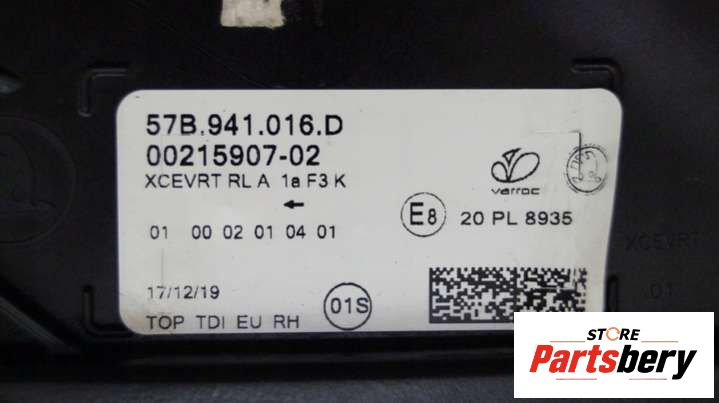 57B.941.016.D
00215907-02
XCEVRT RL A 1a F3 K
varroc
←
E8 20 PL 8935
01 00 02 01 04 01
17/12/19
01S
TOP TDI EU RH
XCEVRT
.01
STORE
Partsbery